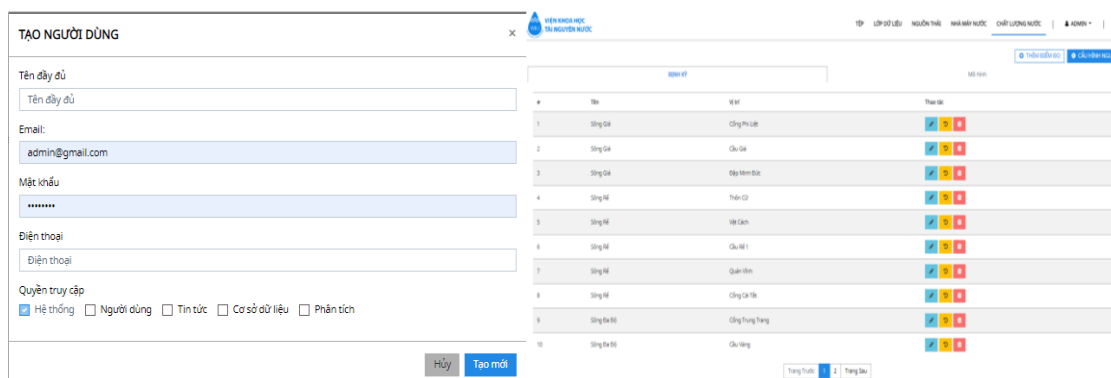 TẠO NGƯỜI DÙNG ×
Tên đầy đủ
Tên đầy đủ
Email:
admin@gmail.com
Mật khẩu
••••••••
Điện thoại
Điện thoại
Quyền truy cập
Hệ thống Người dùng Tin tức Cơ sở dữ liệu Phân tích
Hủy Tạo mới
VIỆN KHOA HỌC
TÀI NGUYÊN NƯỚC
TỆP LỚP DỮ LIỆU NGUỒN THẢI NHÀ MÁY NƯỚC CHẤT LƯỢNG NƯỚC | ADMIN |
THÊM ĐIỂM ĐO CẤU HÌNH NGƯ
ĐỊNH KỲ Mô hình
# Tên Vị trí Thao tác
1 Sông Giá Cống Phi Liệt
2 Sông Giá Cầu Giá
3 Sông Giá Đập Minh Đức
4 Sông Rế Thôn Cữ
5 Sông Rế Vật Cách
6 Sông Rế Cầu Rế 1
7 Sông Rế Quán Vĩnh
8 Sông Rế Cống Cái Tắt
9 Sông Đa Độ Cống Trung Trang
10 Sông Đa Độ Cầu Vàng
Trang Trước 1 2 Trang Sau